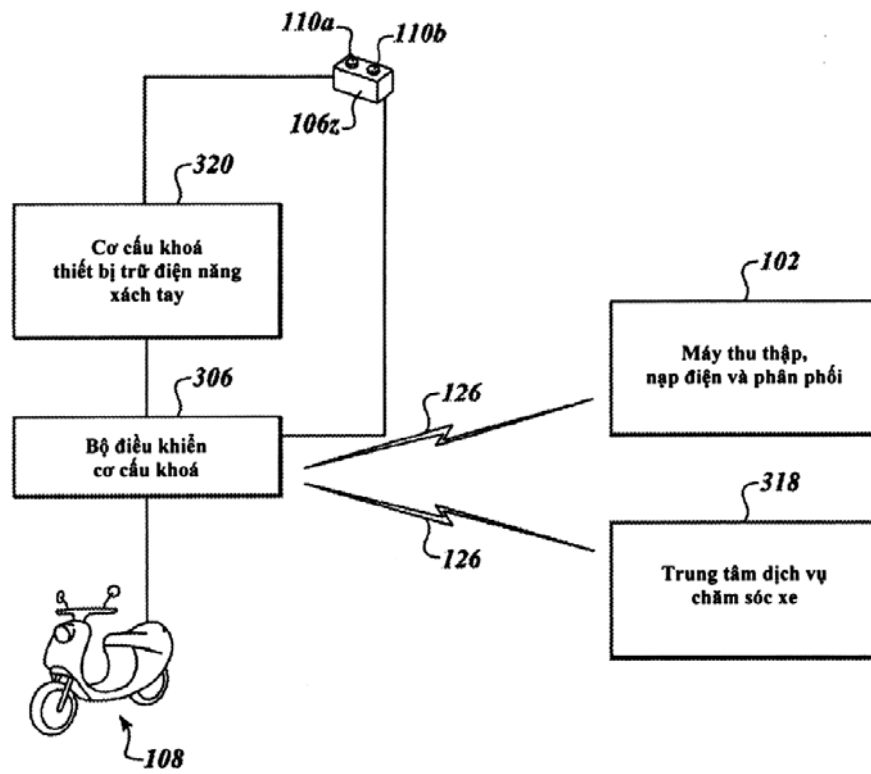 110a
110b
106z
320
Cơ cấu khoá
thiết bị trữ điện năng
xách tay
102
Máy thu thập,
nạp điện và phân phối
306
Bộ điều khiển
cơ cấu khoá
126
126
318
Trung tâm dịch vụ
chăm sóc xe
108